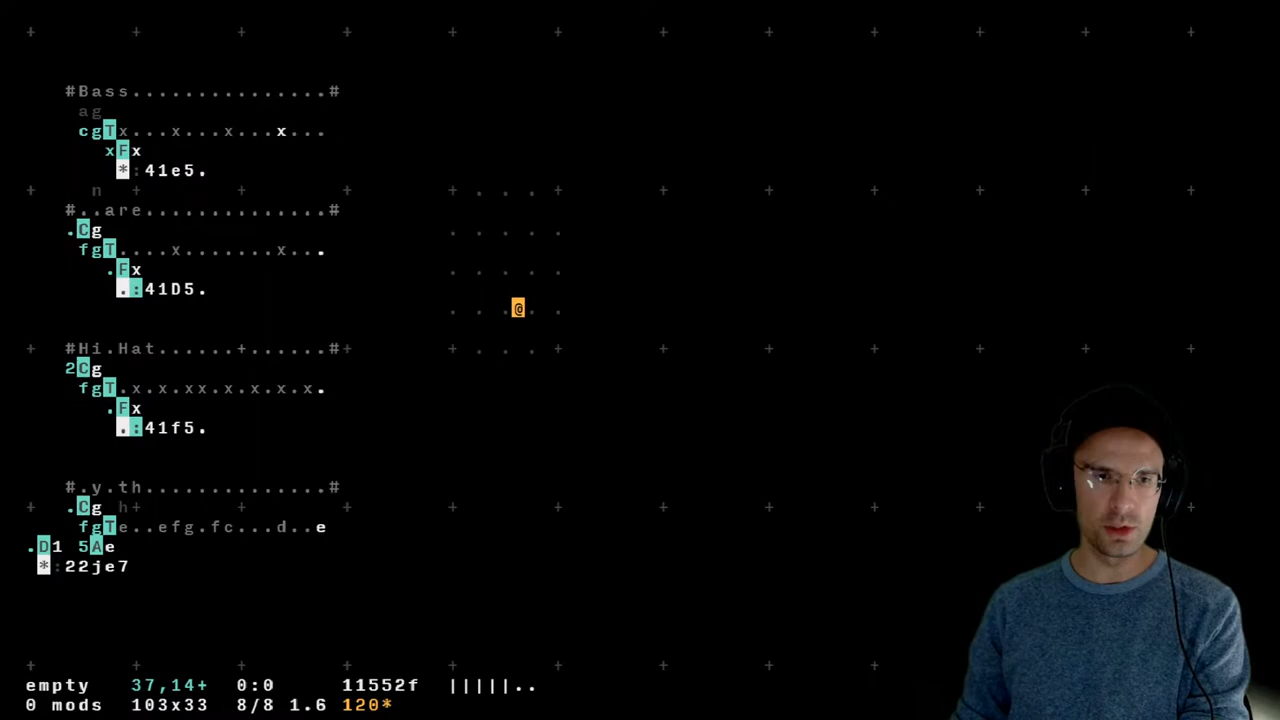 #Bass...............#
ag
cgTx...x...x...x...
xFx
*:41e5.
n
#..are..............#
.Cg
fgT....x.......x...
.Fx
.:41D5.
@
#Hi.Hat......+......#
2Cg
fgT.x.x.xx.x.x.x.x.
.Fx
.:41f5.
#.y.th..............#
.Cg h
fgTe..efg.fc...d..e
.D1 5Ae
*:22je7
empty 37,14+ 0:0 11552f |||||..
0 mods 103x33 8/8 1.6 120*